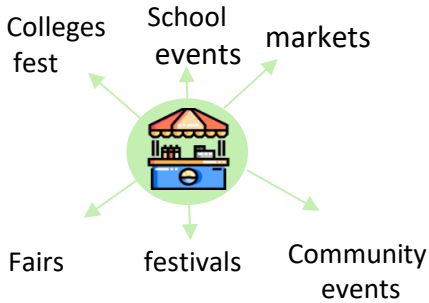 Colleges
fest
School
events
markets
Fairs
festivals
Community
events